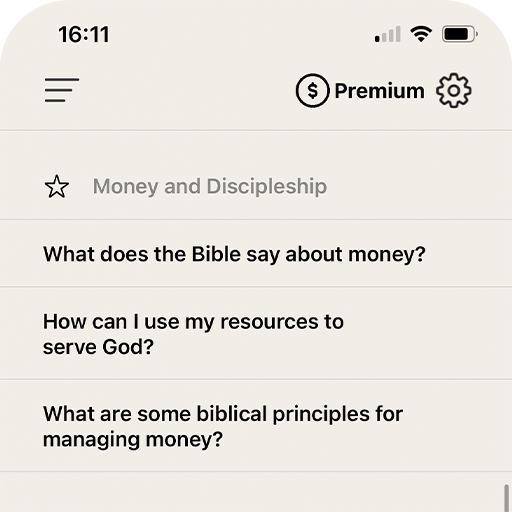 16:11
$ Premium
Money and Discipleship
What does the Bible say about money?
How can I use my resources to
serve God?
What are some biblical principles for
managing money?